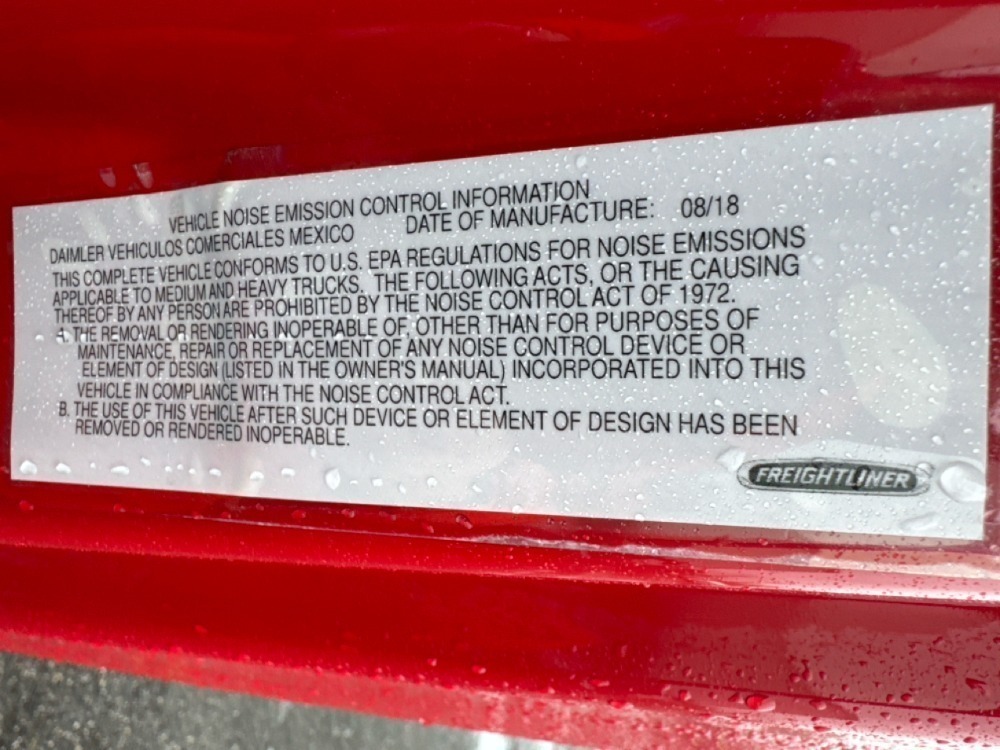 VEHICLE NOISE EMISSION CONTROL INFORMATION
DAIMLER VEHICULOS COMERCIALES MEXICO DATE OF MANUFACTURE: 08/18
THIS COMPLETE VEHICLE CONFORMS TO U.S. EPA REGULATIONS FOR NOISE EMISSIONS
APPLICABLE TO MEDIUM AND HEAVY TRUCKS. THE FOLLOWING ACTS, OR THE CAUSING
THEREOF BY ANY PERSON ARE PROHIBITED BY THE NOISE CONTROL ACT OF 1972.
A. THE REMOVAL OR RENDERING INOPERABLE OF, OTHER THAN FOR PURPOSES OF
MAINTENANCE, REPAIR OR REPLACEMENT OF ANY NOISE CONTROL DEVICE OR
ELEMENT OF DESIGN (LISTED IN THE OWNER'S MANUAL) INCORPORATED INTO THIS
VEHICLE IN COMPLIANCE WITH THE NOISE CONTROL ACT.
B. THE USE OF THIS VEHICLE AFTER SUCH DEVICE OR ELEMENT OF DESIGN HAS BEEN
REMOVED OR RENDERED INOPERABLE.
FREIGHTLINER